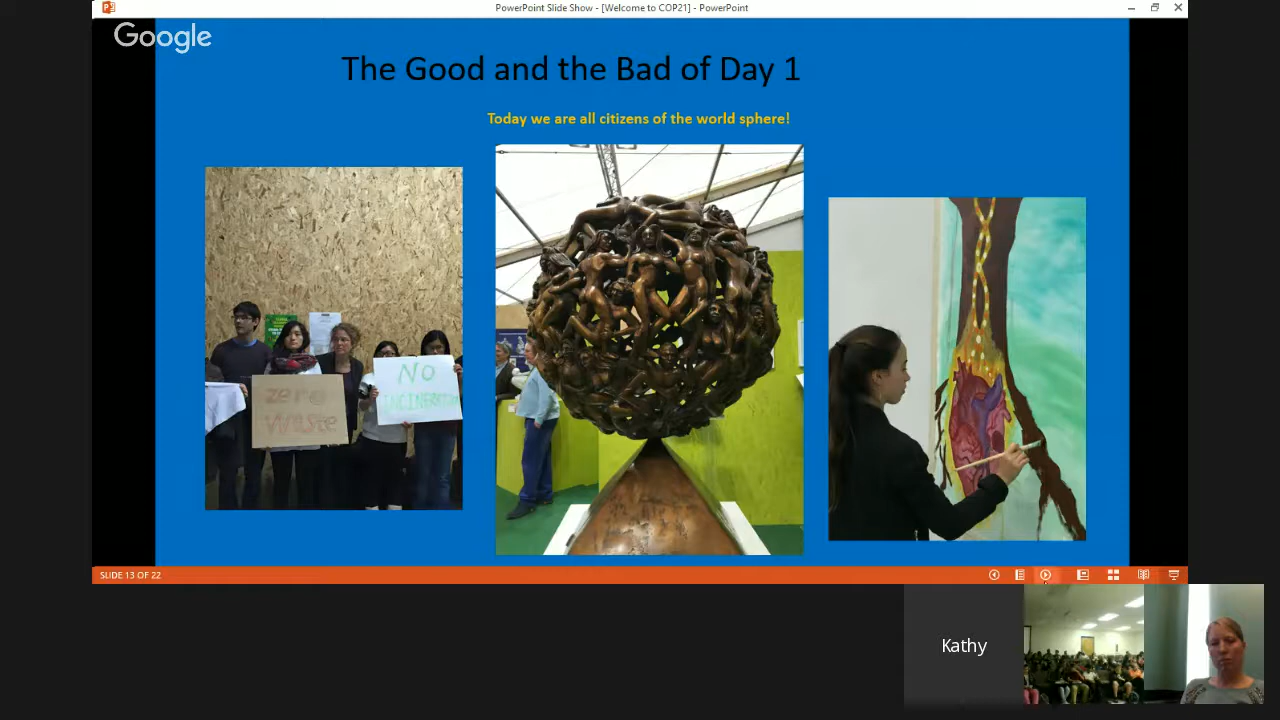 PowerPoint Slide Show - [Welcome to COP21] - PowerPoint
Google
The Good and the Bad of Day 1
Today we are all citizens of the world sphere!
zero
waste
NO
INCINERATION
SLIDE 13 OF 22
Kathy